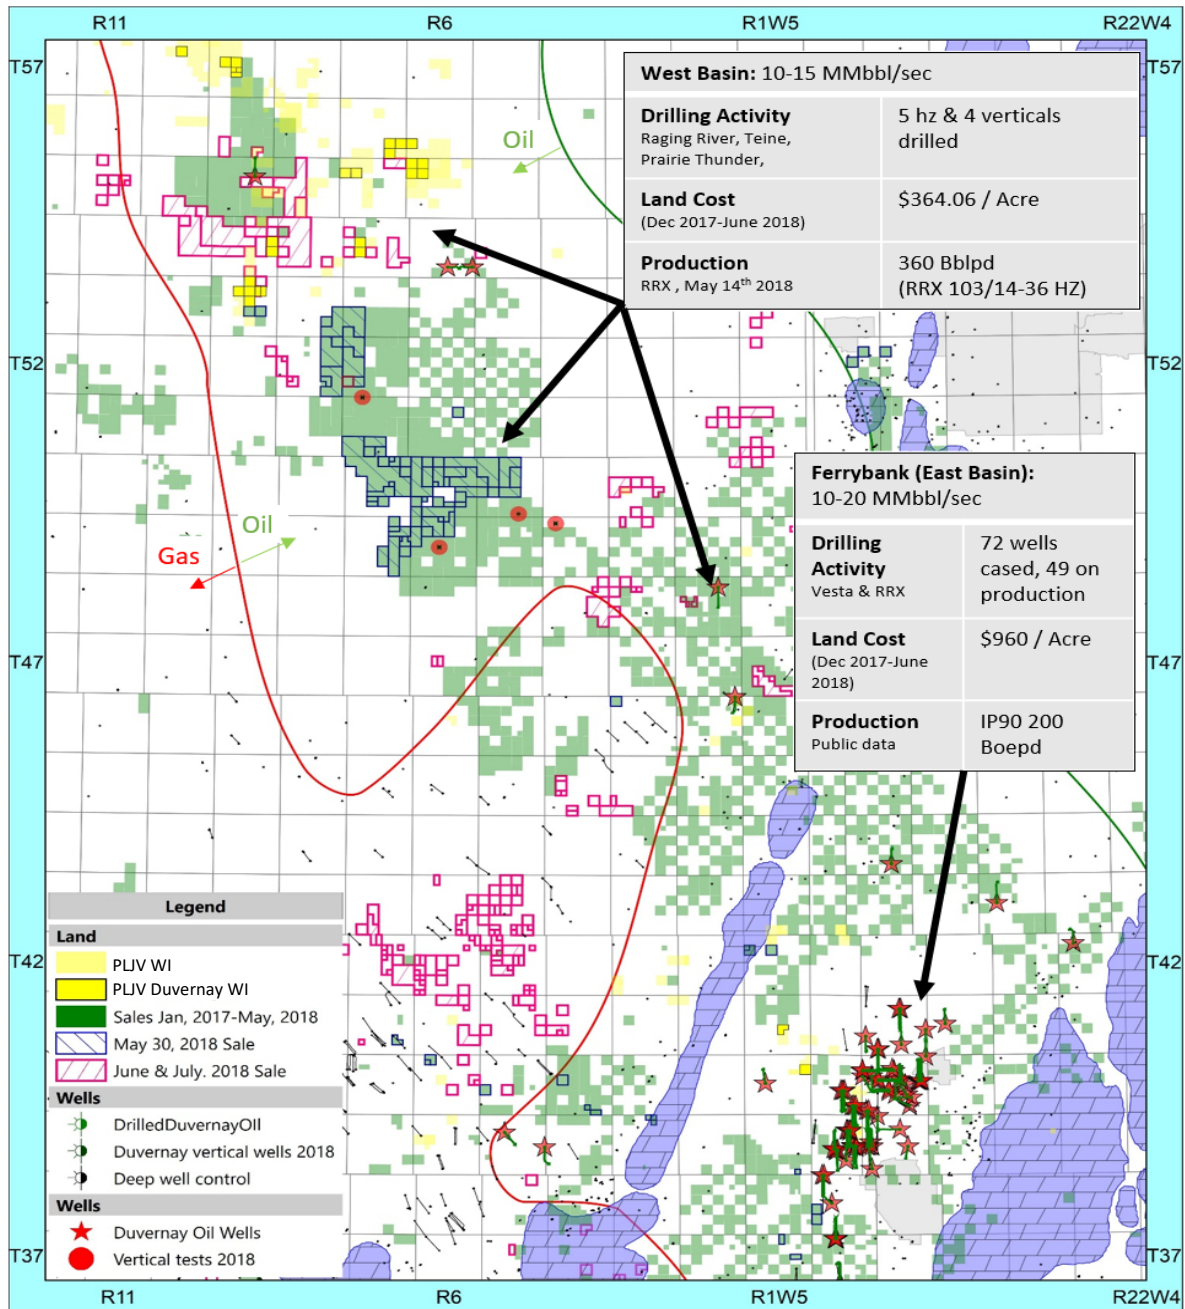 R11 R6 R1W5 R22W4
T57 T57
West Basin: 10-15 MMbbl/sec
Drilling Activity
Raging River, Teine,
Prairie Thunder,
5 hz & 4 verticals
drilled
Land Cost
(Dec 2017-June 2018)
$364.06 / Acre
Production
RRX , May 14th 2018
360 Bblpd
(RRX 103/14-36 HZ)
Oil
T52 T52
Ferrybank (East Basin):
10-20 MMbbl/sec
Drilling
Activity
Vesta & RRX
72 wells
cased, 49 on
production
Land Cost
(Dec 2017-June
2018)
$960 / Acre
Production
Public data
IP90 200
Boepd
Oil
Gas
T47 T47
Legend
Land
PLJV WI
PLJV Duvernay WI
Sales Jan, 2017-May, 2018
May 30, 2018 Sale
June & July. 2018 Sale
Wells
DrilledDuvernayOIl
Duvernay vertical wells 2018
Deep well control
Wells
Duvernay Oil Wells
Vertical tests 2018
T42 T42
T37 T37
R11 R6 R1W5 R22W4